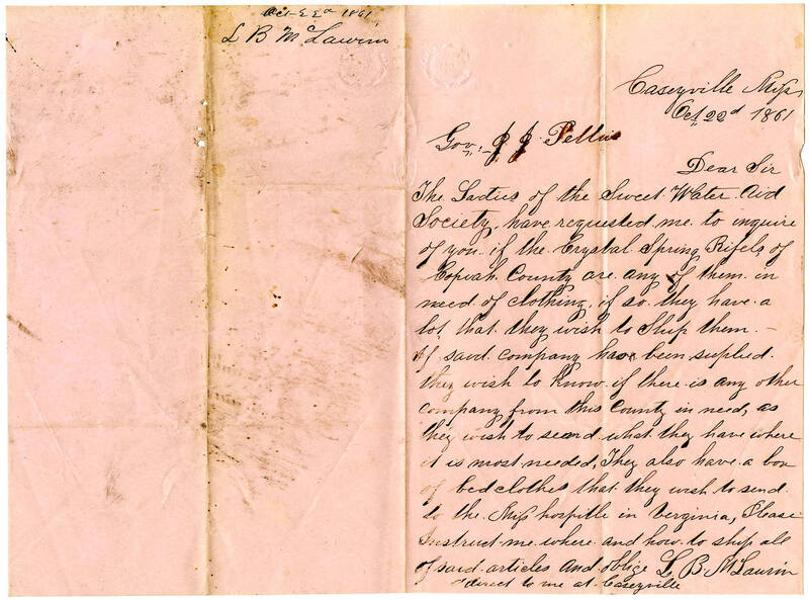 Oct 22d 1861
L B McLaurin
Caseyville Miss
Oct 22d 1861
Gov. J J. Pettus
Dear Sir
The Ladies of the Sweet Water Aid
Society, have requested me to inquire
of you if the Crystal Spring Rifels of
Copiah County are any of them in
need of clothing, if so they have a
lot that they wish to ship them. -
If said company has been suplied
they wish to know if there is any other
company from this County in need, as
they wish to send what they have where
it is most needed, They also have a box
of bedclothes that they wish to send
to the Miss hospitle in Verginia, Please
instruct me where and how to ship all
of said articles and oblige L. B. McLaurin
direct to me at Caseyville